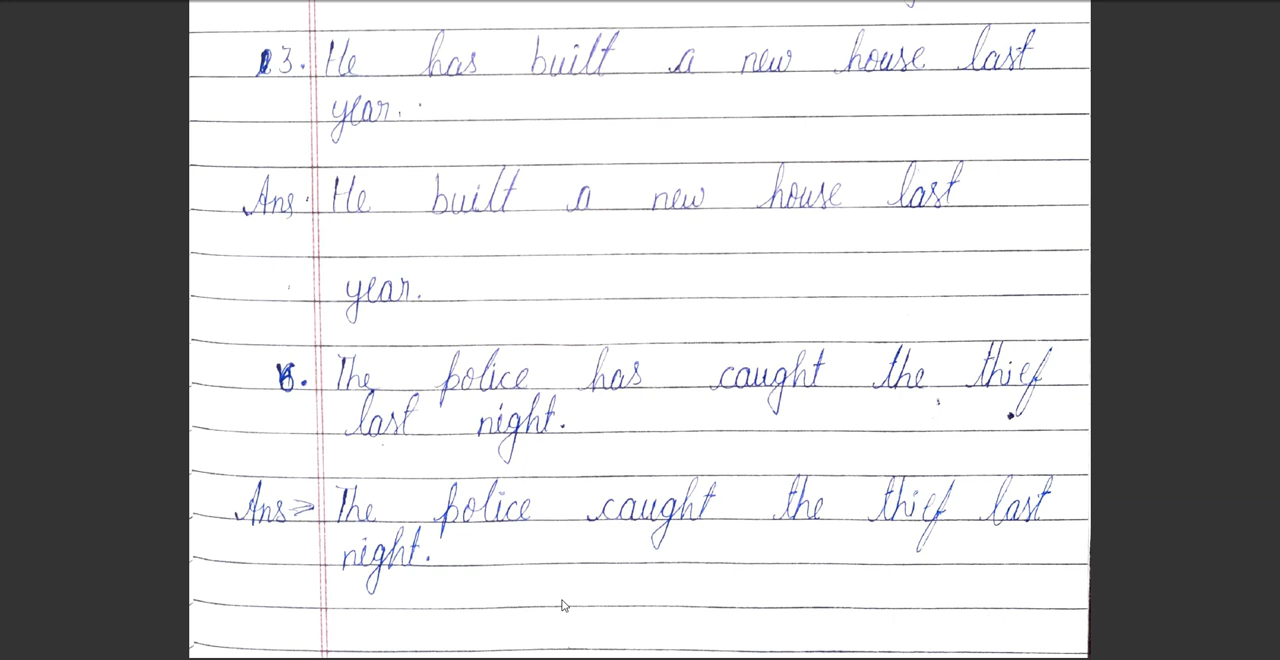 3. He has built a new house last
year.
Ans. He built a new house last
year.
6. The police has caught the thief
last night.
Ans⇒ The police caught the thief last
night.